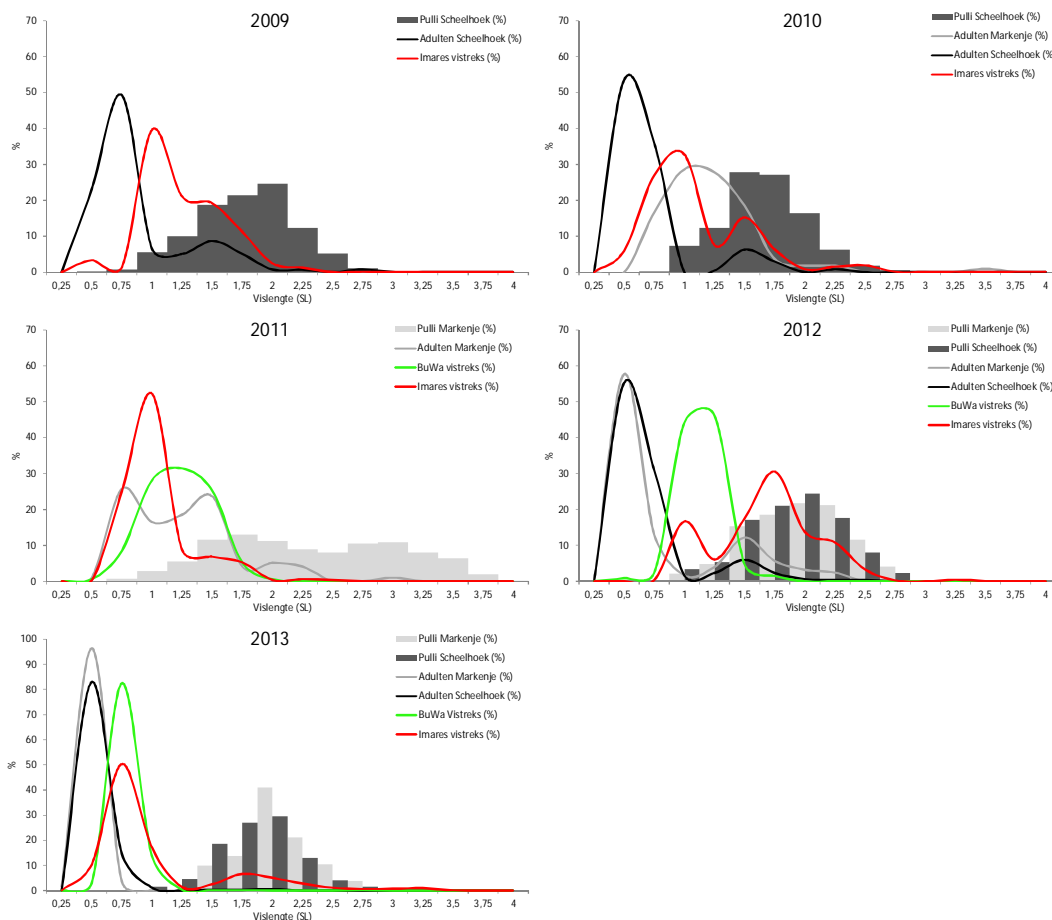 2009
70
60
50
40
30
20
10
0
%
0,25 0,5 0,75 1 1,25 1,5 1,75 2 2,25 2,5 2,75 3 3,25 3,5 3,75 4
Vislengte (SL)
Pulli Scheelhoek (%)
Adulten Scheelhoek (%)
Imares vistreks (%)
2010
70
60
50
40
30
20
10
0
%
0,25 0,5 0,75 1 1,25 1,5 1,75 2 2,25 2,5 2,75 3 3,25 3,5 3,75 4
Vislengte (SL)
Pulli Scheelhoek (%)
Adulten Markenje (%)
Adulten Scheelhoek (%
Imares vistreks (%)
2011
70
60
50
40
30
20
10
0
%
0,25 0,5 0,75 1 1,25 1,5 1,75 2 2,25 2,5 2,75 3 3,25 3,5 3,75 4
Vislengte (SL)
Pulli Markenje (%)
Adulten Markenje (%)
BuWa vistreks (%)
Imares vistreks (%)
2012
70
60
50
40
30
20
10
0
%
0,25 0,5 0,75 1 1,25 1,5 1,75 2 2,25 2,5 2,75 3 3,25 3,5 3,75 4
Vislengte (SL)
Pulli Markenje (%)
Pulli Scheelhoek (%)
Adulten Markenje (%)
Adulten Scheelhoek (%)
BuWa vistreks (%)
Imares vistreks (%)
2013
100
90
80
70
60
50
40
30
20
10
0
%
0,25 0,5 0,75 1 1,25 1,5 1,75 2 2,25 2,5 2,75 3 3,25 3,5 3,75 4
Vislengte (SL)
Pulli Markenje (%)
Pulli Scheelhoek (%)
Adulten Markenje (%)
Adulten Scheelhoek (%)
BuWa Vistreks (%)
Imares vistreks (%)